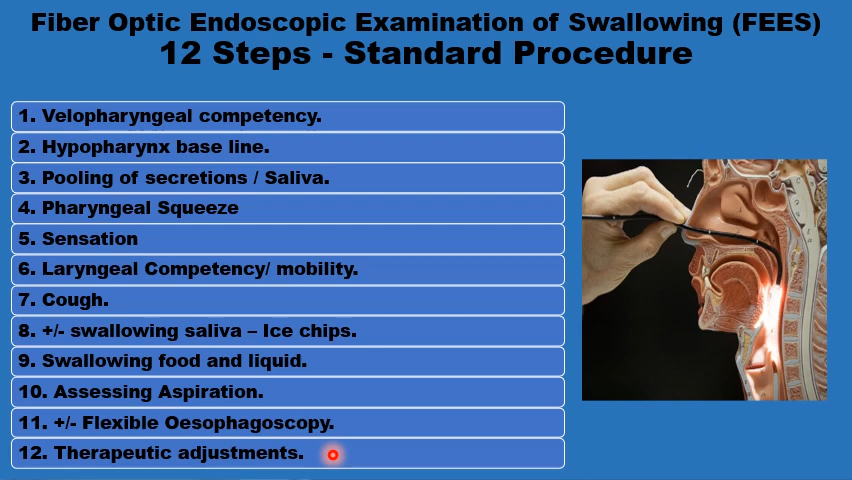 Fiber Optic Endoscopic Examination of Swallowing (FEES)
12 Steps - Standard Procedure
1. Velopharyngeal competency.
2. Hypopharynx base line.
3. Pooling of secretions / Saliva.
4. Pharyngeal Squeeze
5. Sensation
6. Laryngeal Competency/ mobility.
7. Cough.
8. +/- swallowing saliva – Ice chips.
9. Swallowing food and liquid.
10. Assessing Aspiration.
11. +/- Flexible Oesophagoscopy.
12. Therapeutic adjustments.